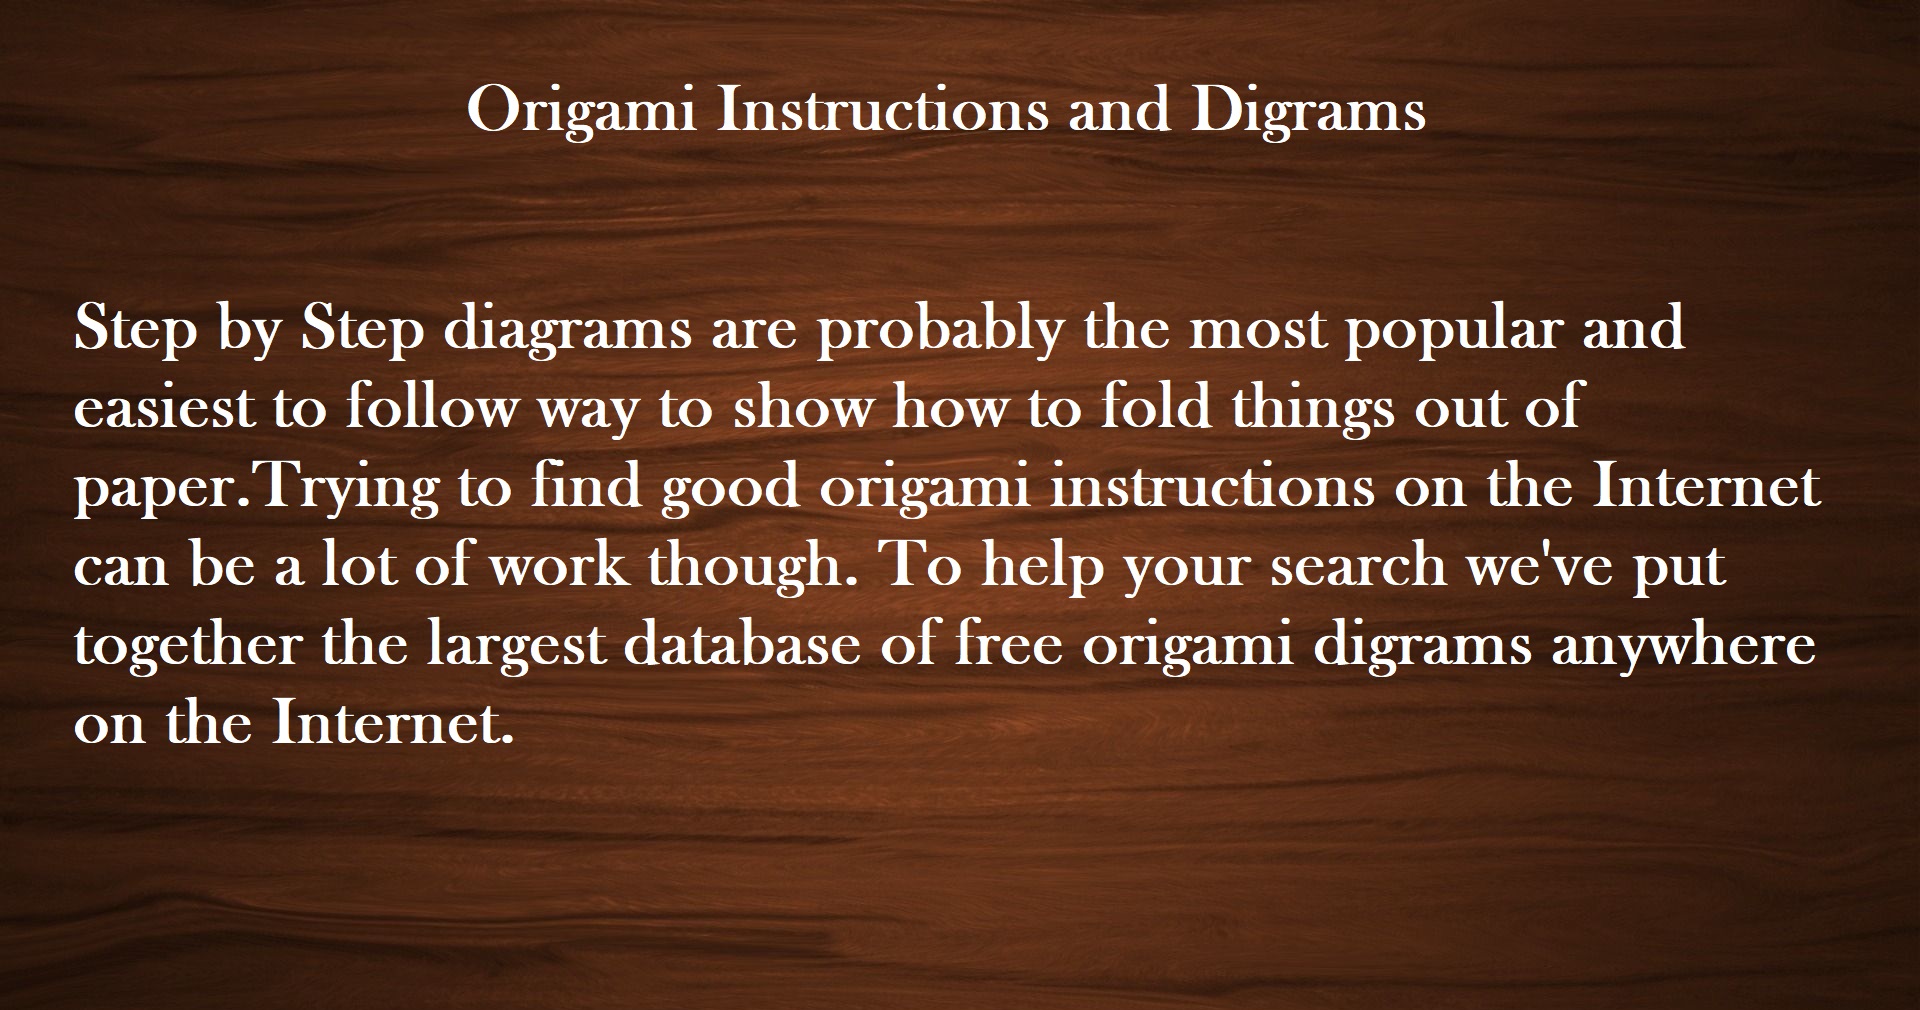 Origami Instructions and Digrams
Step by Step diagrams are probably the most popular and
easiest to follow way to show how to fold things out of
paper.Trying to find good origami instructions on the Internet
can be a lot of work though. To help your search we've put
together the largest database of free origami digrams anywhere
on the Internet.